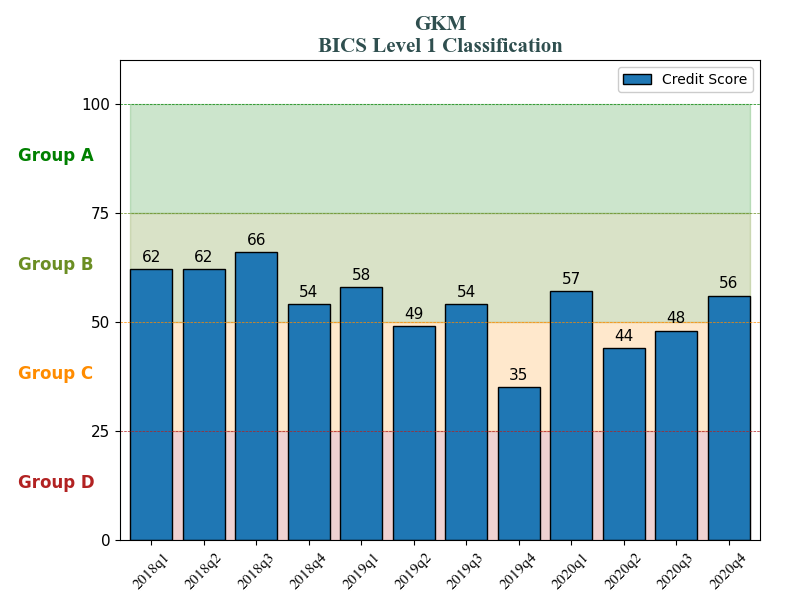 GKM
BICS Level 1 Classification
Credit Score
100
Group A
75
62
62
66
54
58
49
54
35
57
44
48
56
Group B
50
Group C
25
Group D
0
2018q1
2018q2
2018q3
2018q4
2019q1
2019q2
2019q3
2019q4
2020q1
2020q2
2020q3
2020q4